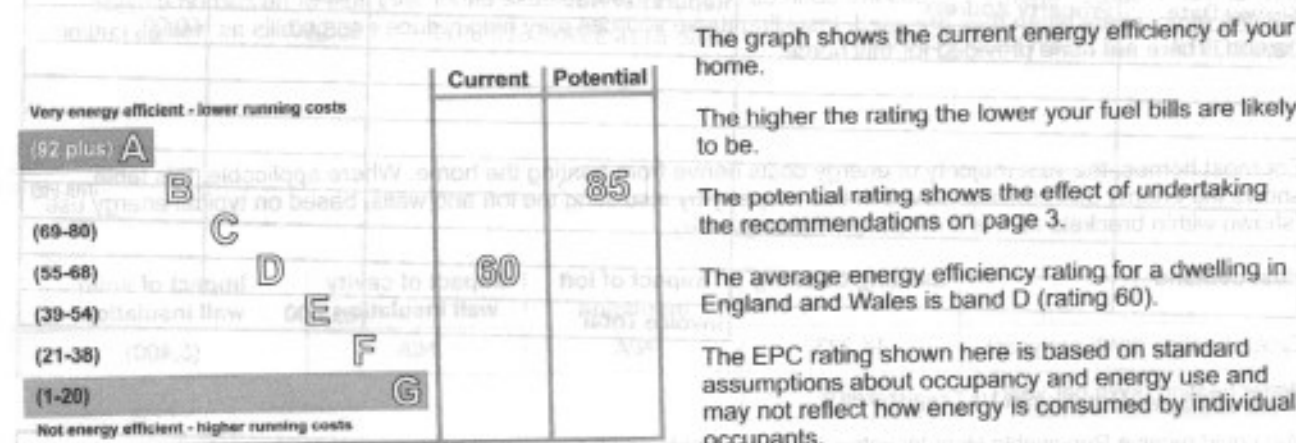 Current Potential
Very energy efficient - lower running costs
(92 plus) A
B
85
(69-80) C
(55-68) D 60
(39-54) E
(21-38) F
(1-20) G
Not energy efficient - higher running costs
The graph shows the current energy efficiency of your
home.
The higher the rating the lower your fuel bills are likely
to be.
The potential rating shows the effect of undertaking
the recommendations on page 3.
The average energy efficiency rating for a dwelling in
England and Wales is band D (rating 60).
The EPC rating shown here is based on standard
assumptions about occupancy and energy use and
may not reflect how energy is consumed by individual
occupants.